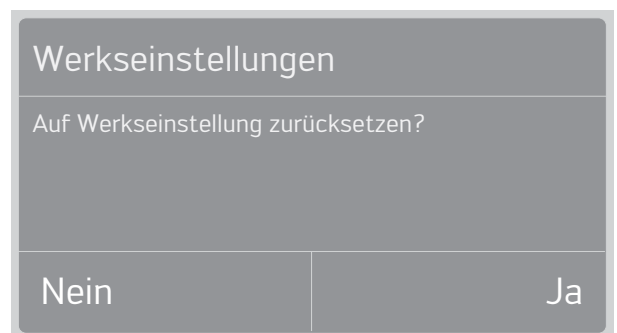 Werkseinstellungen
Auf Werkseinstellung zurücksetzen?
Nein
Ja